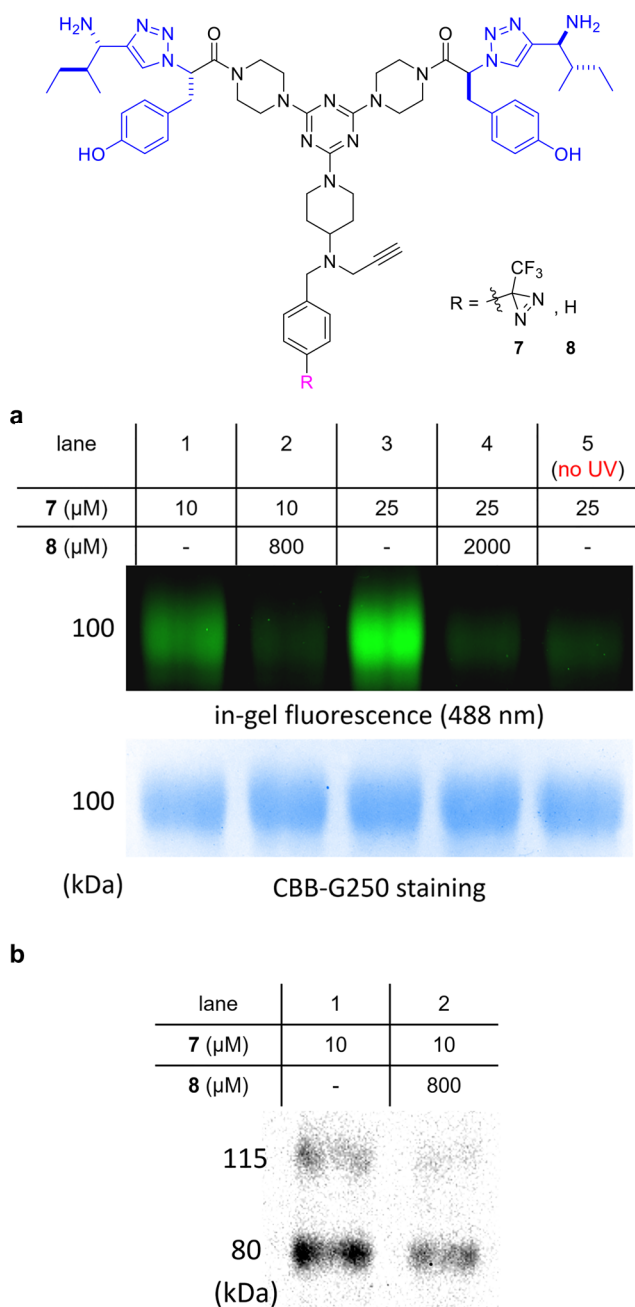 H₂N
N=N
N
O
N
N
N
N
N
N
N
O
N
N=N
N
NH₂
HO
OH
N
N
R
R =
CF₃
N
N
, H
7 8
a
lane 1 2 3 4 5
(no UV)
7 (μM) 10 10 25 25 25
8 (μM) - 800 - 2000 -
100
in-gel fluorescence (488 nm)
100
(kDa)
CBB-G250 staining
b
lane 1 2
7 (μM) 10 10
8 (μM) - 800
115
80
(kDa)